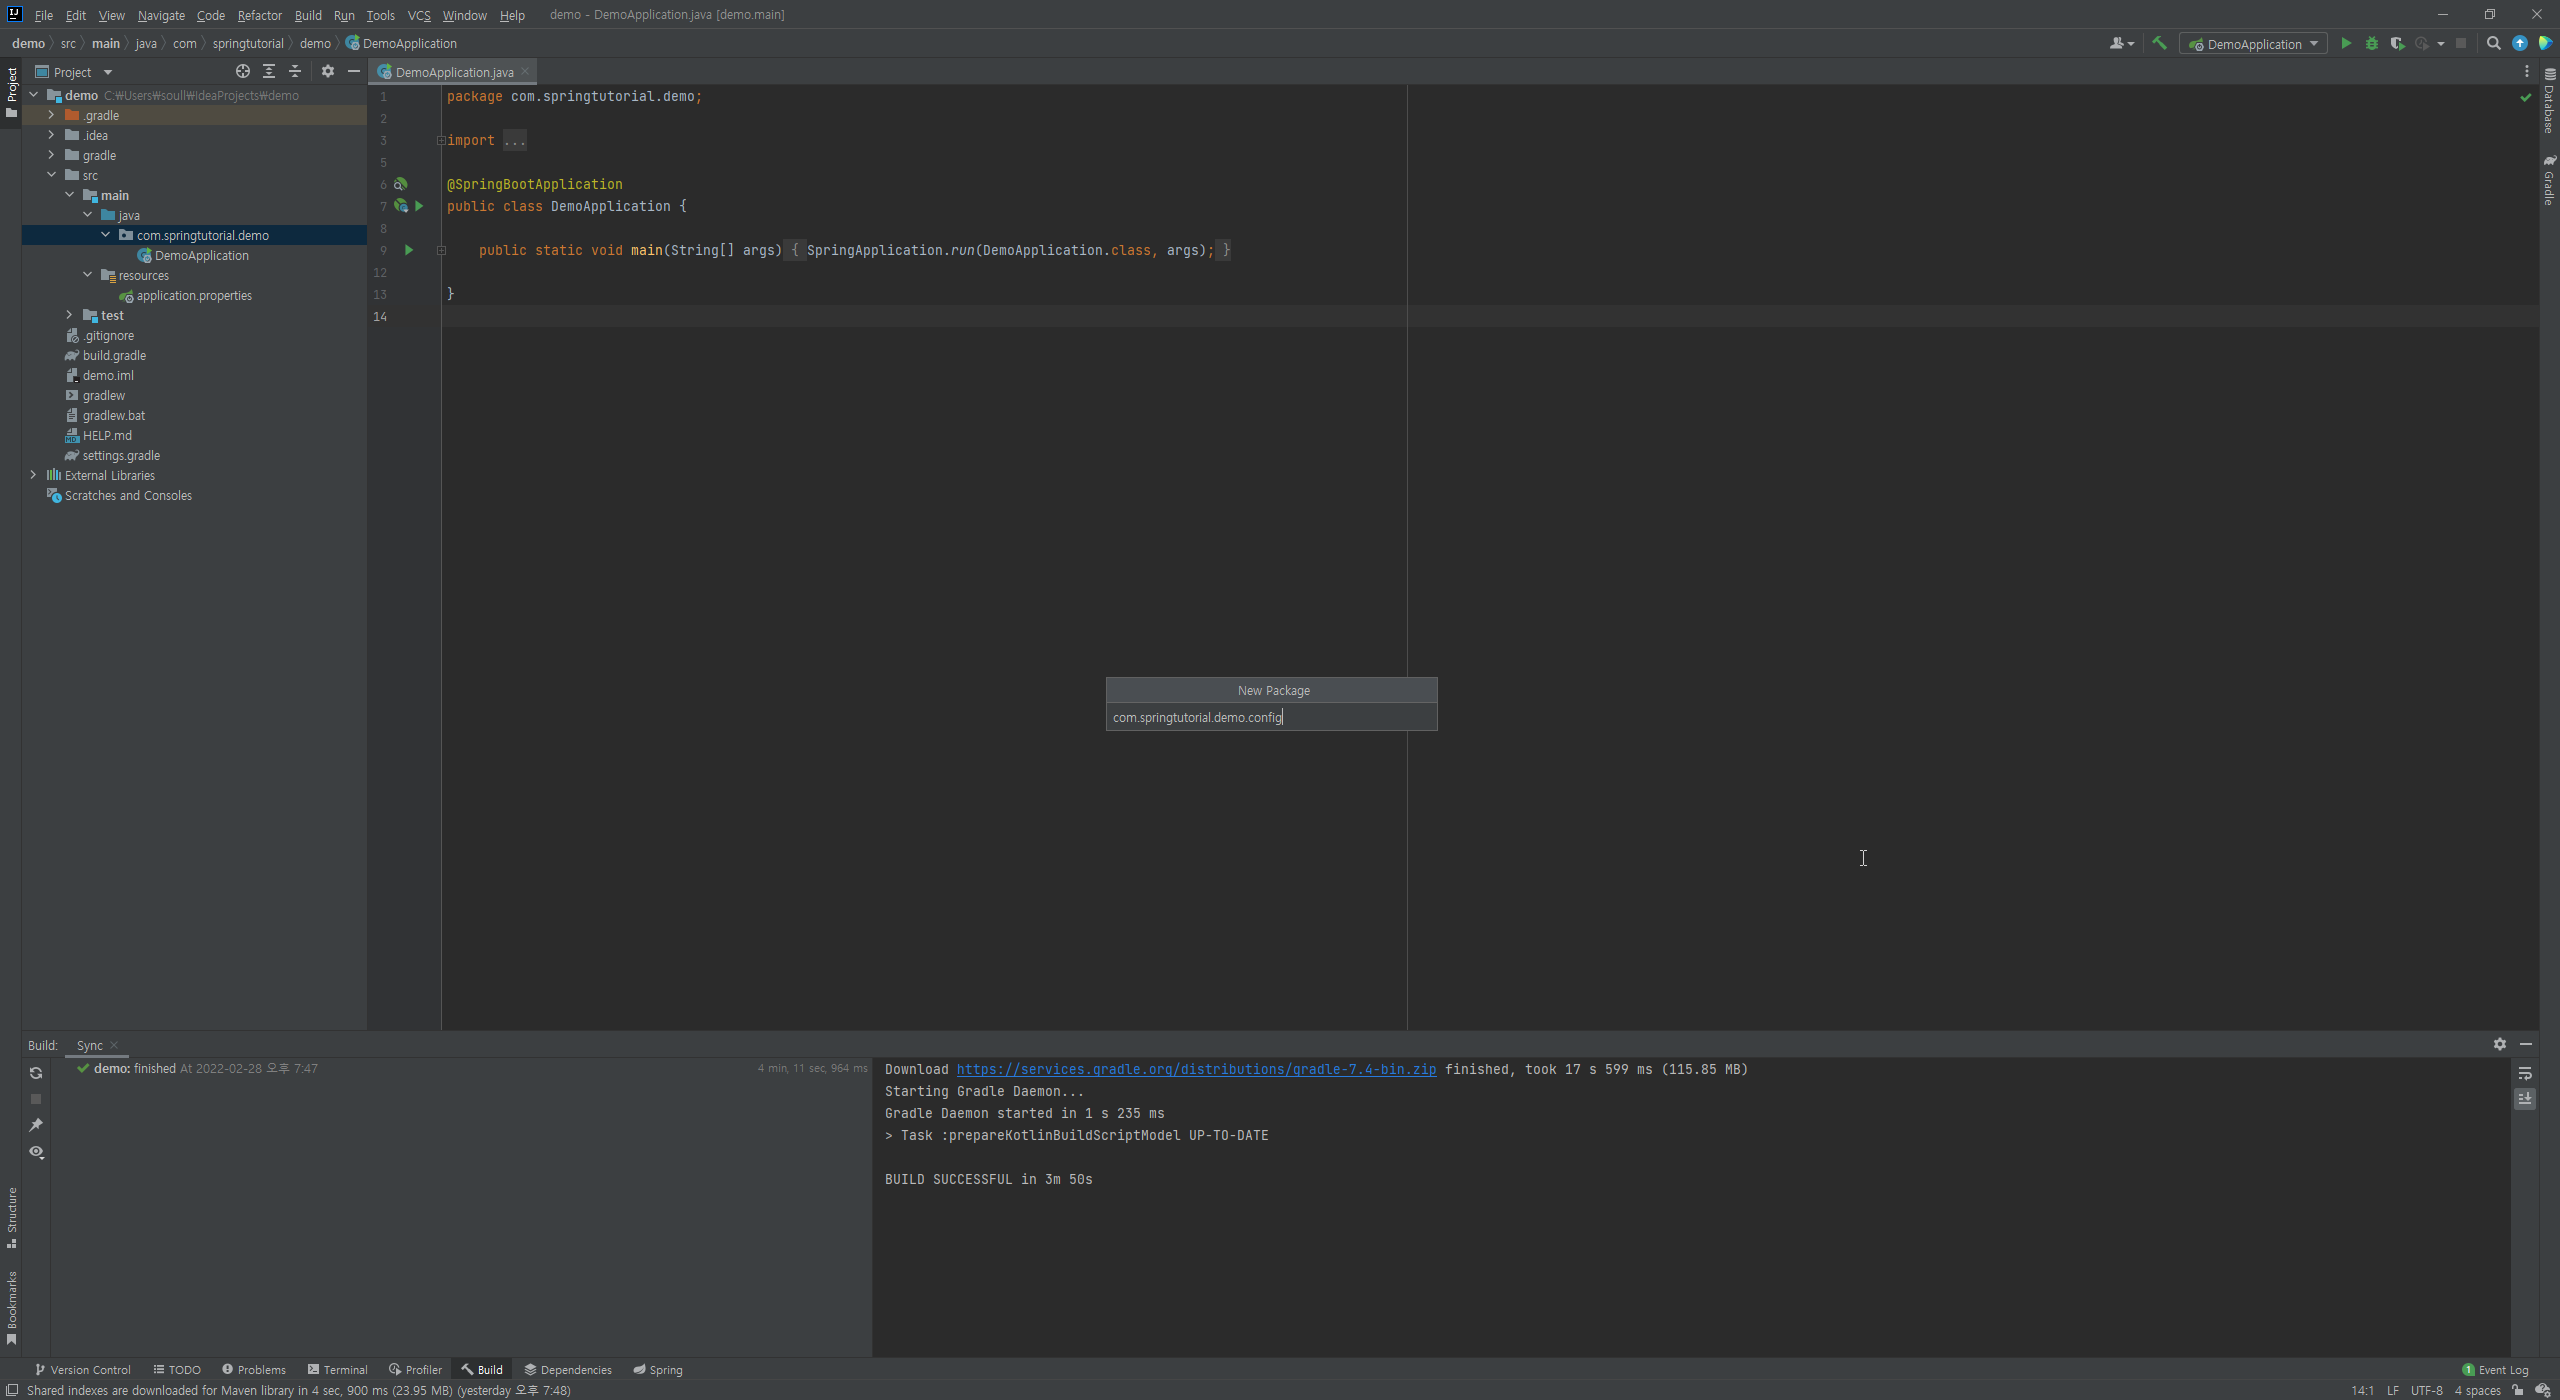 File Edit View Navigate Code Refactor Build Run Tools VCS Window Help demo - DemoApplication.java [demo.main]
demo src main java com springtutorial demo DemoApplication
DemoApplication
Project
Project
DemoApplication.java
demo C:₩Users₩soull₩IdeaProjects₩demo
.gradle
.idea
gradle
src
main
java
com.springtutorial.demo
DemoApplication
resources
application.properties
test
.gitignore
build.gradle
demo.iml
gradlew
gradlew.bat
HELP.md
settings.gradle
External Libraries
Scratches and Consoles
1 package com.springtutorial.demo;
2
3 import ...
5
6 @SpringBootApplication
7 public class DemoApplication {
8
9 public static void main(String[] args) { SpringApplication.run(DemoApplication.class, args); }
12
13 }
14
Database
Gradle
New Package
com.springtutorial.demo.config
Build: Sync
demo: finished At 2022-02-28 오후 7:47 4 min, 11 sec, 964 ms
Download https://services.gradle.org/distributions/gradle-7.4-bin.zip finished, took 17 s 599 ms (115.85 MB)
Starting Gradle Daemon...
Gradle Daemon started in 1 s 235 ms
> Task :prepareKotlinBuildScriptModel UP-TO-DATE
BUILD SUCCESSFUL in 3m 50s
Structure
Bookmarks
Version Control TODO Problems Terminal Profiler Build Dependencies Spring 1 Event Log
Shared indexes are downloaded for Maven library in 4 sec, 900 ms (23.95 MB) (yesterday 오후 7:48) 14:1 LF UTF-8 4 spaces